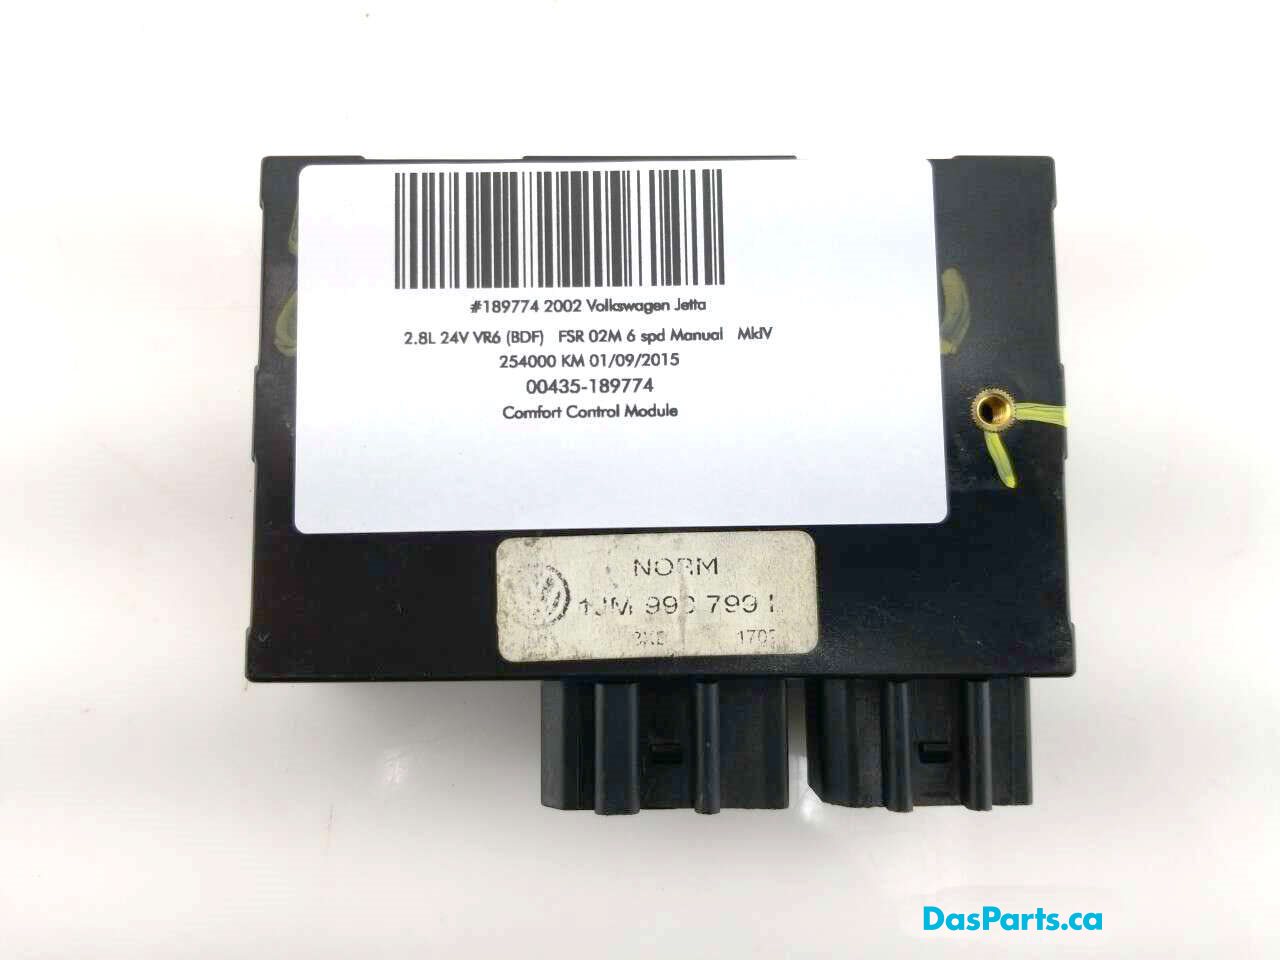 #189774 2002 Volkswagen Jetta
2.8L 24V VR6 (BDF) FSR 02M 6 spd Manual MkIV
254000 KM 01/09/2015
00435-189774
Comfort Control Module
NORM
1JM
DasParts.ca